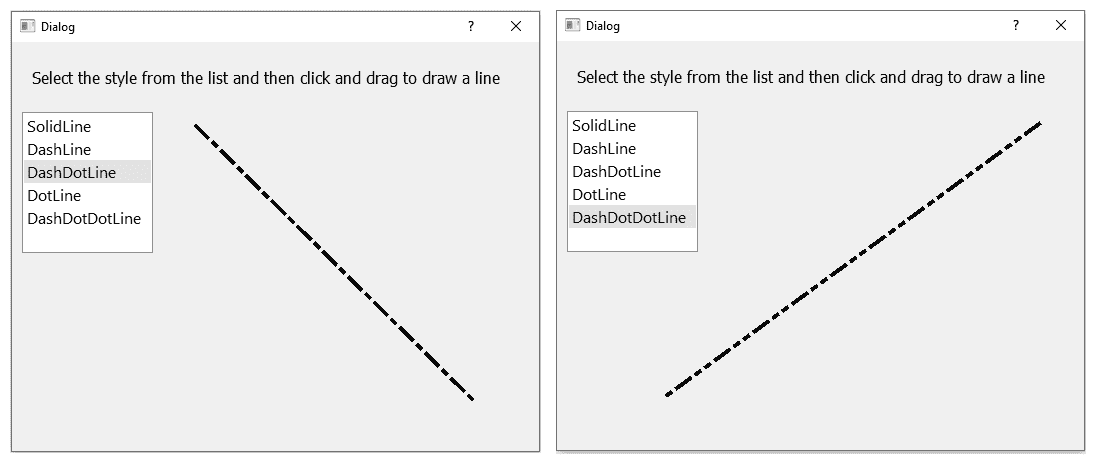 Dialog
?
Select the style from the list and then click and drag to draw a line
SolidLine
DashLine
DashDotLine
DotLine
DashDotDotLine
Dialog
?
Select the style from the list and then click and drag to draw a line
SolidLine
DashLine
DashDotLine
DotLine
DashDotDotLine